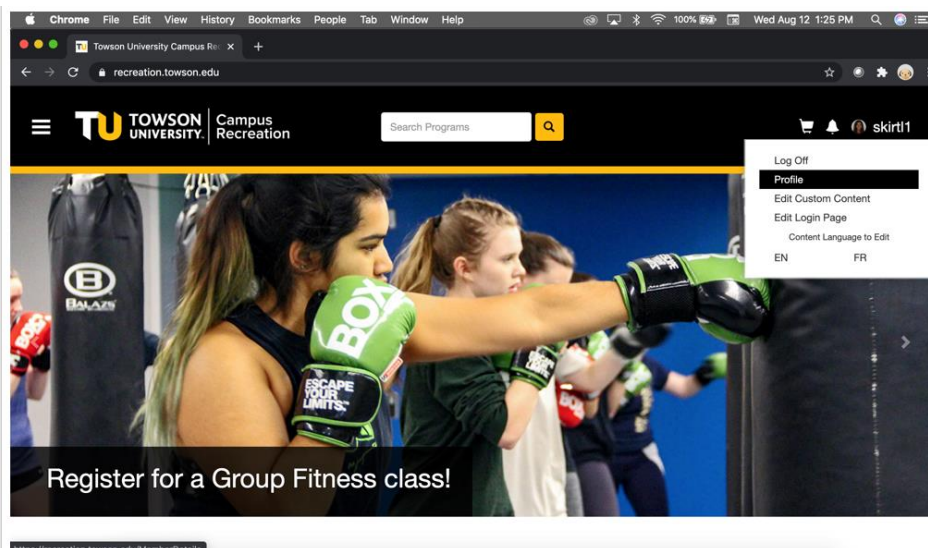 Chrome File Edit View History Bookmarks People Tab Window Help 100% Wed Aug 12 1:25 PM
Towson University Campus Rec
recreation.towson.edu
TU TOWSON UNIVERSITY. Campus Recreation
Search Programs
skirtl1
Log Off
Profile
Edit Custom Content
Edit Login Page
Content Language to Edit
EN FR
B
BALAZS
BOX
ESCAPE
YOUR
LIMITS.™
Register for a Group Fitness class!